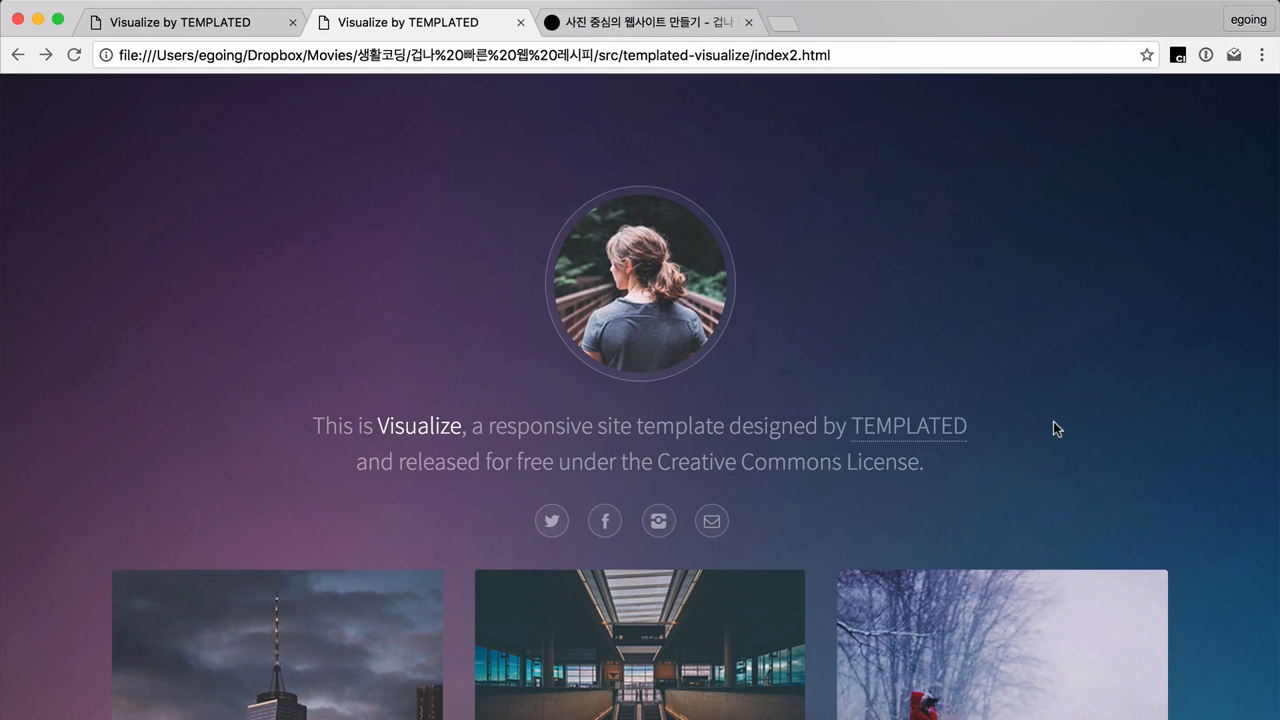 Visualize by TEMPLATED
Visualize by TEMPLATED
사진 중심의 웹사이트 만들기 - 겁나
egoing
file:///Users/egoing/Dropbox/Movies/생활코딩/겁나%20빠른%20웹%20레시피/src/templated-visualize/index2.html
This is Visualize, a responsive site template designed by TEMPLATED
and released for free under the Creative Commons License.